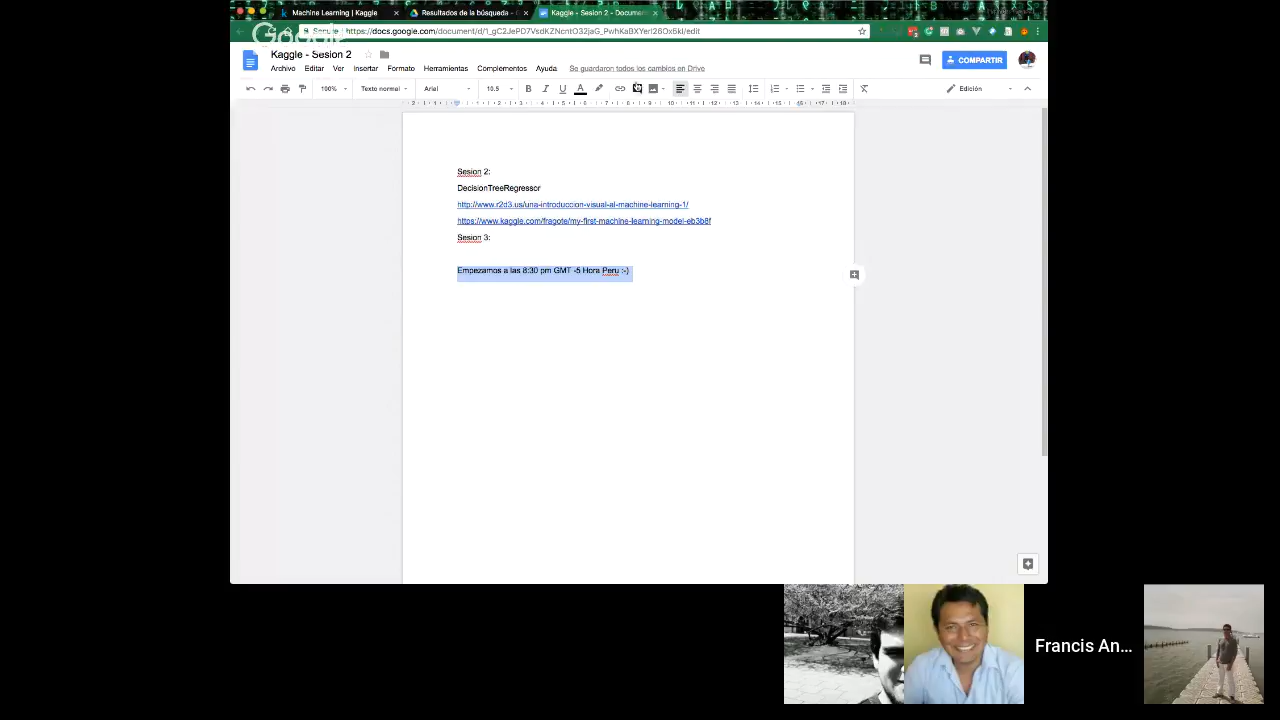 Machine Learning | Kaggle
Resultados de la búsqueda - G
Kaggle - Sesion 2 - Documen
Google
https://docs.google.com/document/d/1_gC2JePD7VsdKZNcntO32jaG_PwhKaBXYerI26Ox5kI/edit
Kaggle - Sesion 2
COMPARTIR
Archivo Editar Ver Insertar Formato Herramientas Complementos Ayuda Se guardaron todos los cambios en Drive
100% Texto normal Arial 10.5 B I U A Edición
Sesion 2:
DecisionTreeRegressor
http://www.r2d3.us/una-introduccion-visual-al-machine-learning-1/
https://www.kaggle.com/fragote/my-first-machine-learning-model-eb3b8f
Sesion 3:
Empezamos a las 8:30 pm GMT -5 Hora Peru :-)
Francis An...